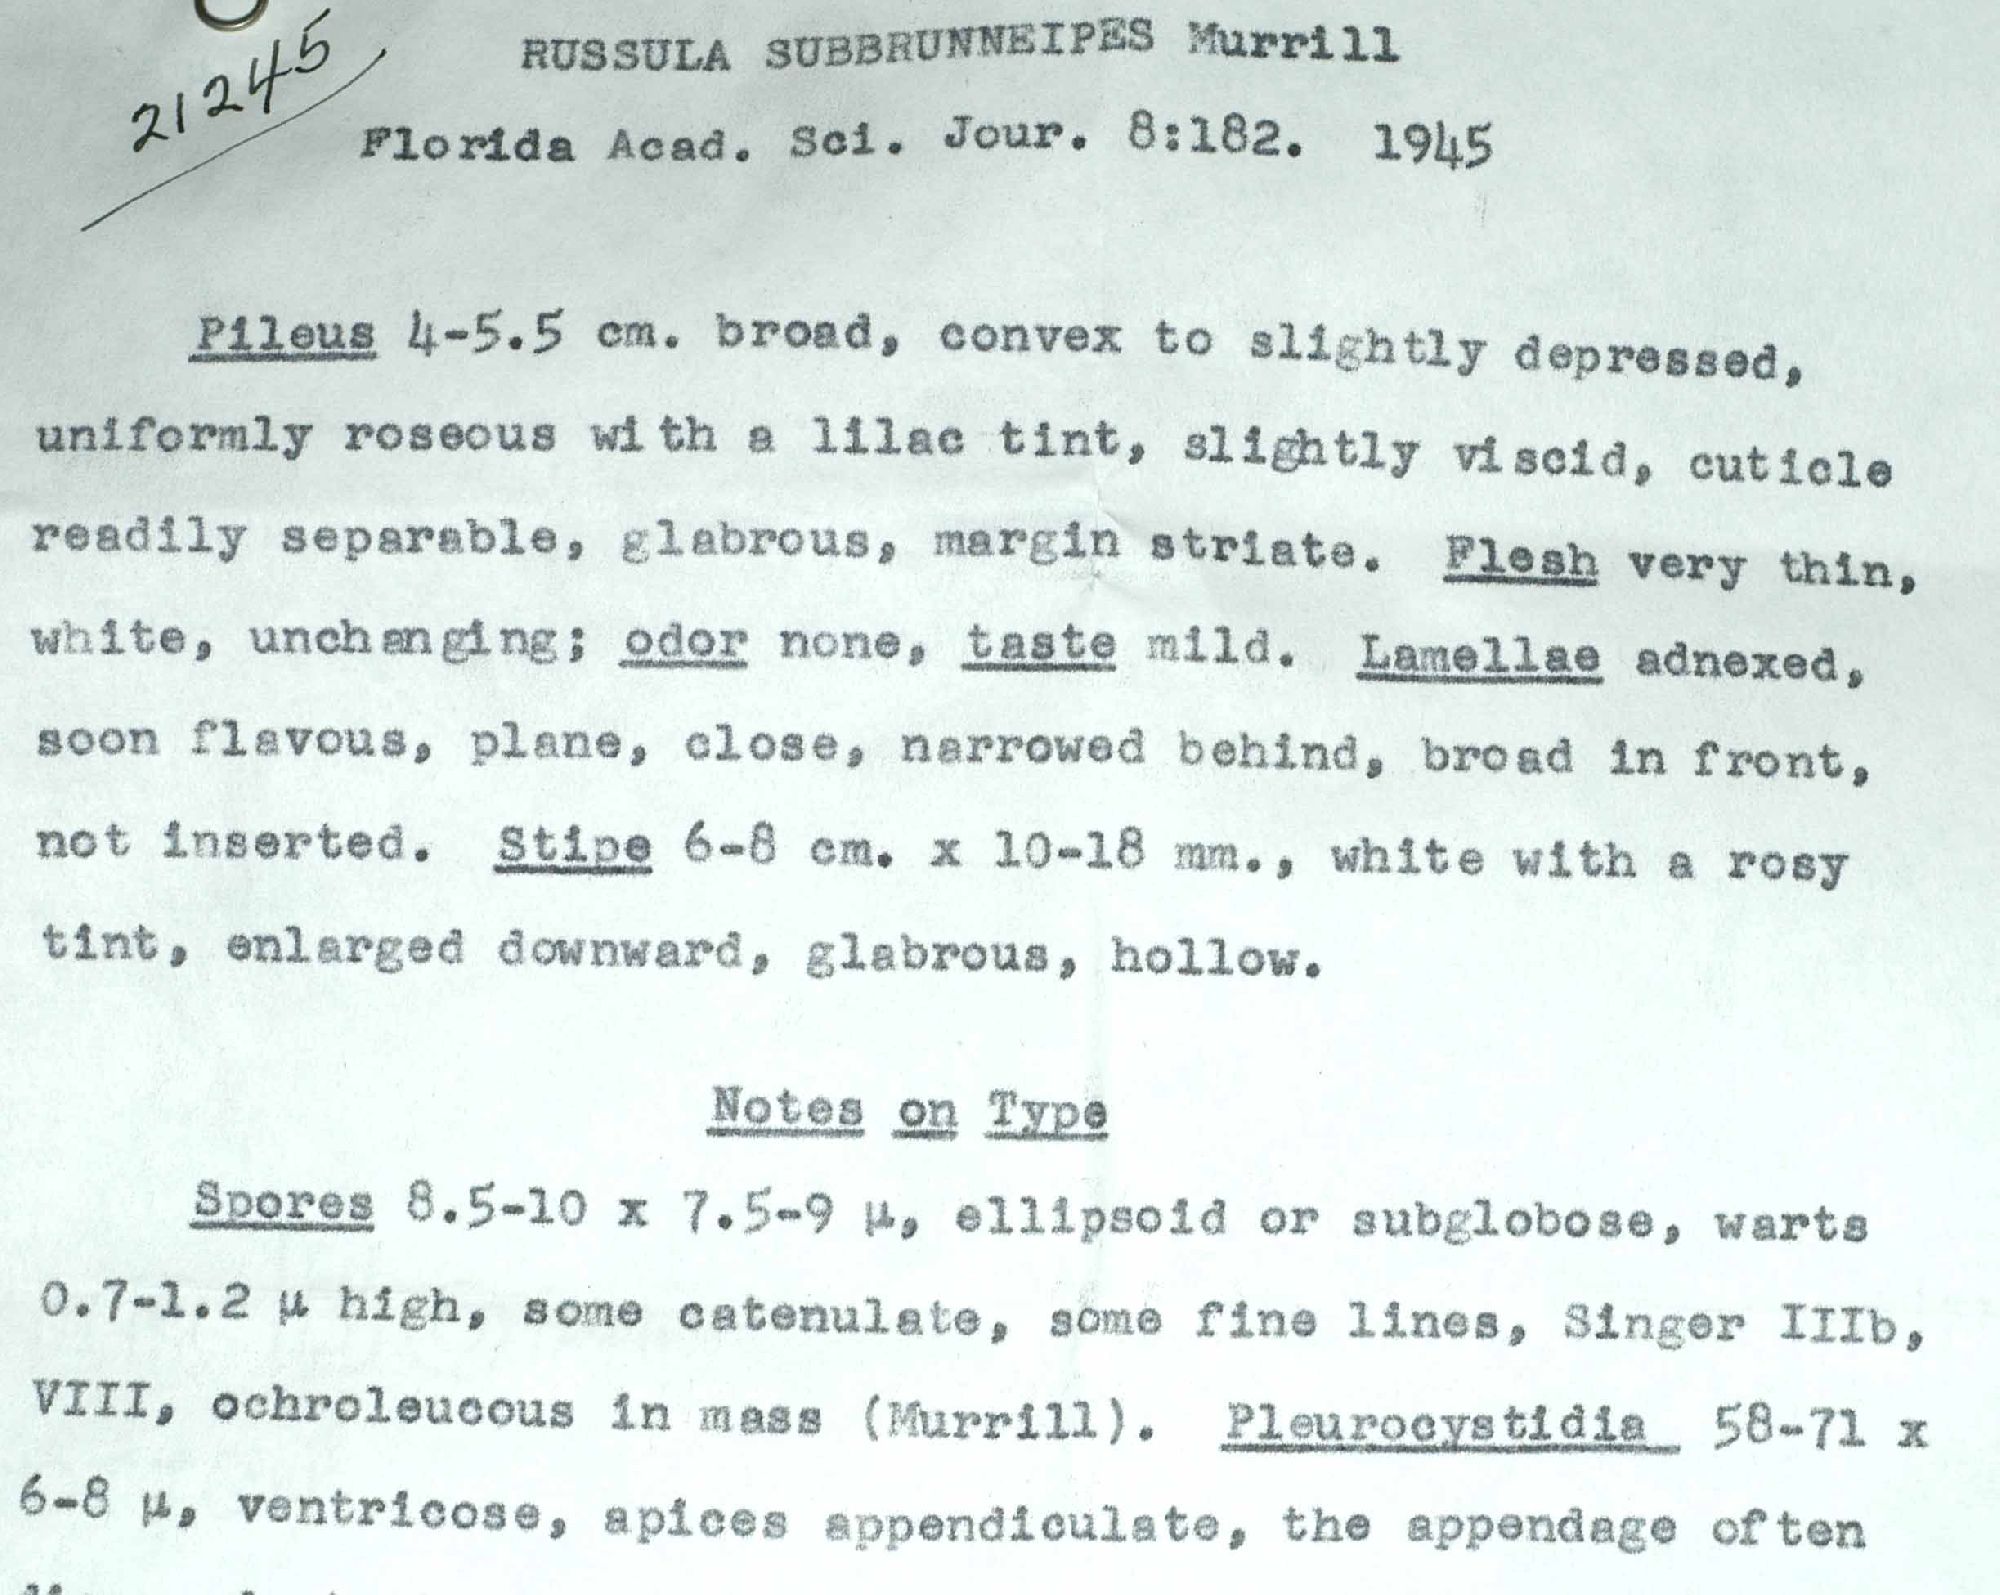 21245
RUSSULA SUBBRUNNEIPES Murrill
Florida Acad. Sci. Jour. 8:182. 1945
Pileus 4-5.5 cm. broad, convex to slightly depressed,
uniformly roseous with a lilac tint, slightly viscid, cuticle
readily separable, glabrous, margin striate. Flesh very thin,
white, unchanging; odor none, taste mild. Lamellae adnexed,
soon flavous, plane, close, narrowed behind, broad in front,
not inserted. Stipe 6-8 cm. x 10-18 mm., white with a rosy
tint, enlarged downward, glabrous, hollow.
Notes on Type
Spores 8.5-10 x 7.5-9 µ, ellipsoid or subglobose, warts
0.7-1.2 µ high, some catenulate, some fine lines, Singer IIIb,
VIII, ochroleucous in mass (Murrill). Pleurocystidia 58-71 x
6-8 µ, ventricose, apices appendiculate, the appendage often